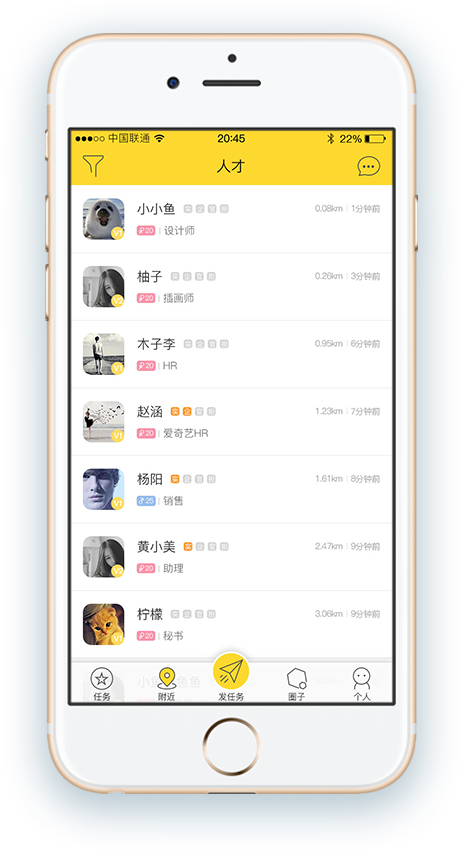 中国联通 20:45 22%
人才
小小鱼 0.08km 1分钟前
V1 20 设计师
柚子 0.26km 3分钟前
V2 20 插画师
木子李 0.95km 6分钟前
V1 20 HR
赵涵 1.23km 7分钟前
V1 20 爱奇艺HR
杨阳 1.61km 8分钟前
V1 25 销售
黄小美 2.47km 9分钟前
V2 20 助理
柠檬 3.06km 9分钟前
V1 20 秘书
任务 附近 发任务 圈子 个人